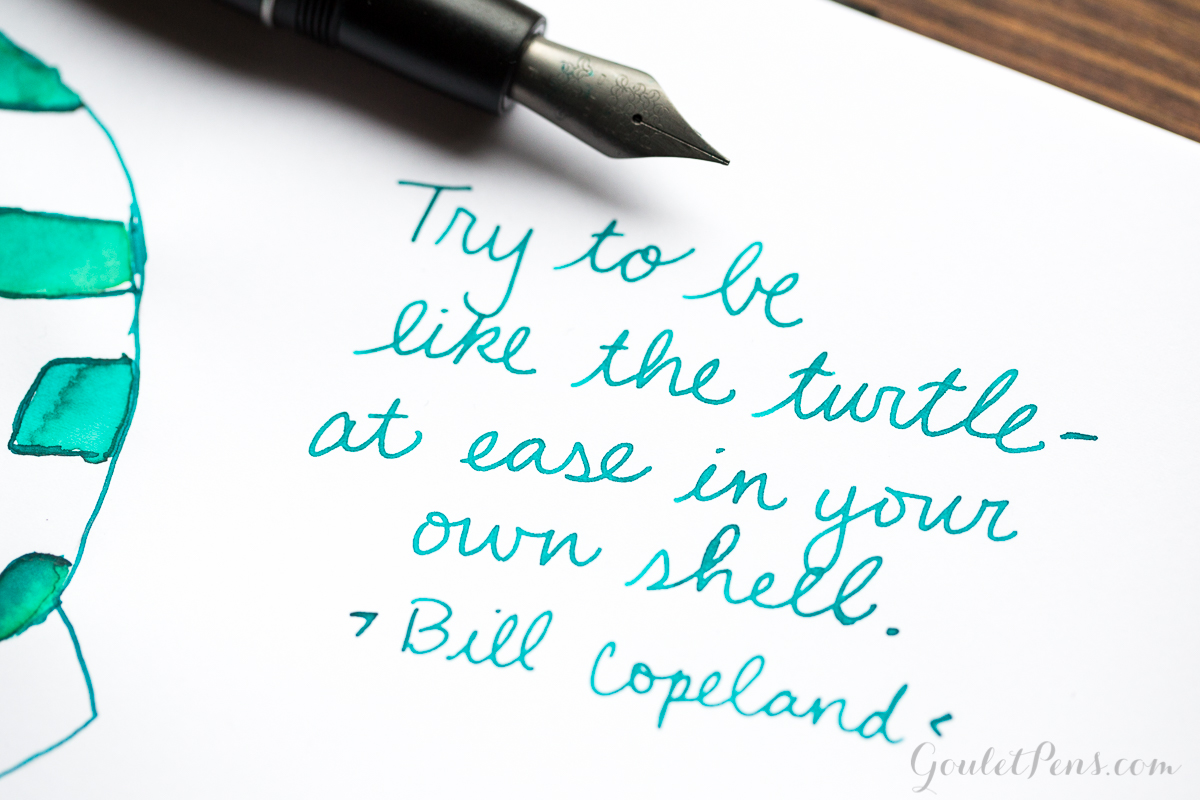 Try to be
like the turtle-
at ease in your
own shell.
> Bill Copeland <
GouletPens.com